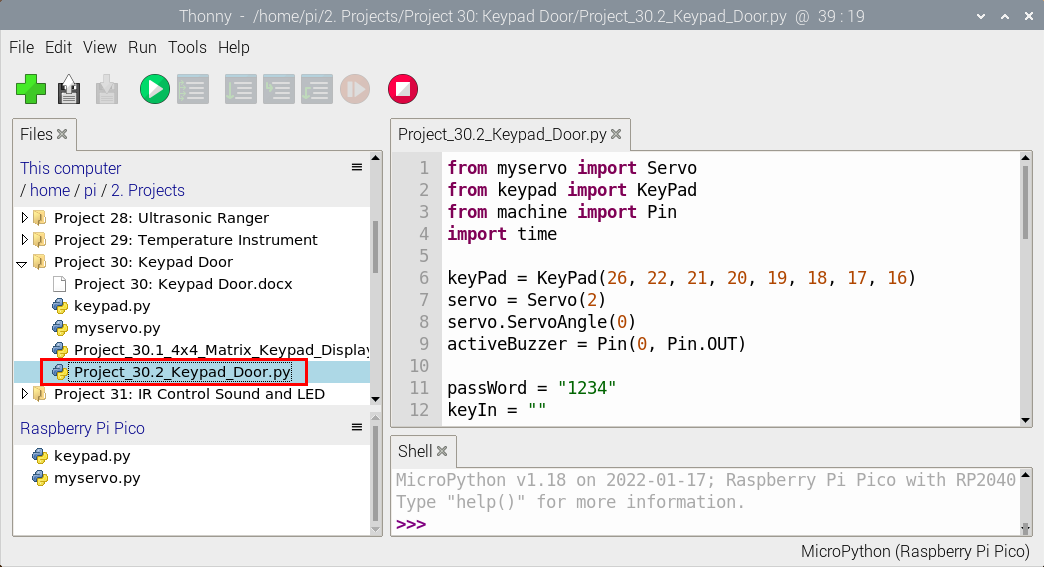 Thonny - /home/pi/2. Projects/Project 30: Keypad Door/Project_30.2_Keypad_Door.py @ 39 : 19
File Edit View Run Tools Help
Files
This computer
/ home / pi / 2. Projects
Project 28: Ultrasonic Ranger
Project 29: Temperature Instrument
Project 30: Keypad Door
Project 30: Keypad Door.docx
keypad.py
myservo.py
Project_30.1_4x4_Matrix_Keypad_Display
Project_30.2_Keypad_Door.py
Project 31: IR Control Sound and LED
Raspberry Pi Pico
keypad.py
myservo.py
Project_30.2_Keypad_Door.py
1 from myservo import Servo
2 from keypad import KeyPad
3 from machine import Pin
4 import time
5
6 keyPad = KeyPad(26, 22, 21, 20, 19, 18, 17, 16)
7 servo = Servo(2)
8 servo.ServoAngle(0)
9 activeBuzzer = Pin(0, Pin.OUT)
10
11 passWord = "1234"
12 keyIn = ""
Shell
MicroPython v1.18 on 2022-01-17; Raspberry Pi Pico with RP2040
Type "help()" for more information.
>>>
MicroPython (Raspberry Pi Pico)